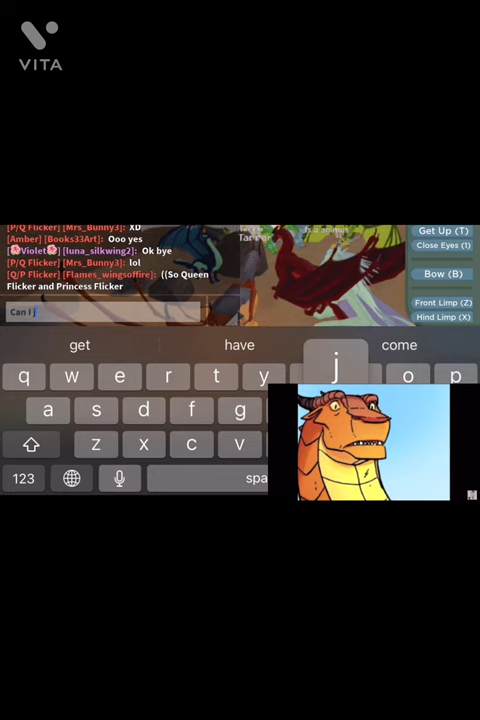 VITA
[P/Q Flicker] [Mrs_Bunny3]: XD
[Amber] [Books33Art]: Ooo yes
[🌺Violet🌺] [luna_silkwing2]: Ok bye
[P/Q Flicker] [Mrs_Bunny3]: lol
[Q/P Flicker] [Flames_wingsoffire]: ((So Queen
Flicker and Princess Flicker
Can I j
Get Up (T)
Close Eyes (1)
Bow (B)
Front Limp (Z)
Hind Limp (X)
get have come
q w e r t y j o p
a s d f g
z x c v
123 spa